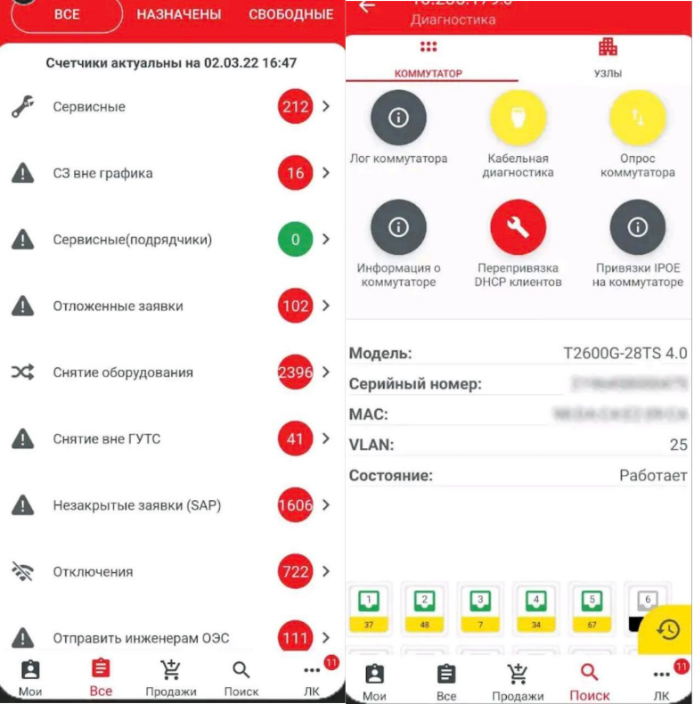 ВСЕ
НАЗНАЧЕНЫ
СВОБОДНЫЕ
Счетчики актуальны на 02.03.22 16:47
Сервисные
212
СЗ вне графика
16
Сервисные(подрядчики)
0
Отложенные заявки
102
Снятие оборудования
2396
Снятие вне ГУТС
41
Незакрытые заявки (SAP)
1606
Отключения
722
Отправить инженерам ОЭС
111
Мои
Все
Продажи
Поиск
11
ЛК
Диагностика
КОММУТАТОР
УЗЛЫ
Лог коммутатора
Кабельная
диагностика
Опрос
коммутатора
Информация о
коммутаторе
Перепривязка
DHCP клиентов
Привязки IPOE
на коммутаторе
Модель:
T2600G-28TS 4.0
Серийный номер:
MAC:
VLAN:
25
Состояние:
Работает
1
2
3
4
5
6
37
48
7
34
67
Мои
Все
Продажи
Поиск
11
ЛК